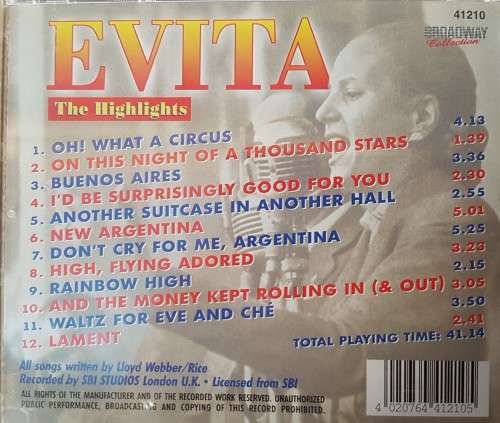 41210
EVITA
BROADWAY
Collection
The Highlights
1. OH! WHAT A CIRCUS 4.13
2. ON THIS NIGHT OF A THOUSAND STARS 1.39
3. BUENOS AIRES 3.36
4. I'D BE SURPRISINGLY GOOD FOR YOU 2.30
5. ANOTHER SUITCASE IN ANOTHER HALL 2.55
6. NEW ARGENTINA 5.01
7. DON'T CRY FOR ME, ARGENTINA 5.25
8. HIGH, FLYING ADORED 3.23
9. RAINBOW HIGH 2.15
10. AND THE MONEY KEPT ROLLING IN (& OUT) 3.05
11. WALTZ FOR EVE AND CHÉ 3.50
12. LAMENT 2.41
TOTAL PLAYING TIME: 41.14
All songs written by Lloyd Webber/Rice
Recorded by SBI STUDIOS London U.K. • Licensed from SBI
ALL RIGHTS OF THE MANUFACTURER AND OF THE RECORDED WORK RESERVED. UNAUTHORIZED
PUBLIC PERFORMANCE, BROADCASTING AND COPYING OF THIS RECORD PROHIBITED.
4 020764 412105